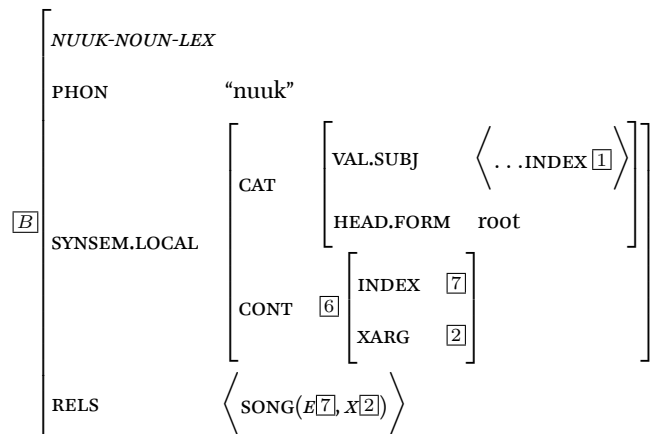 NUUK-NOUN-LEX
PHON “nuuk”
VAL.SUBJ ⟨…INDEX 1⟩
CAT
HEAD.FORM root
B SYNSEM.LOCAL
INDEX 7
CONT 6
XARG 2
RELS ⟨SONG(E7, X2)⟩